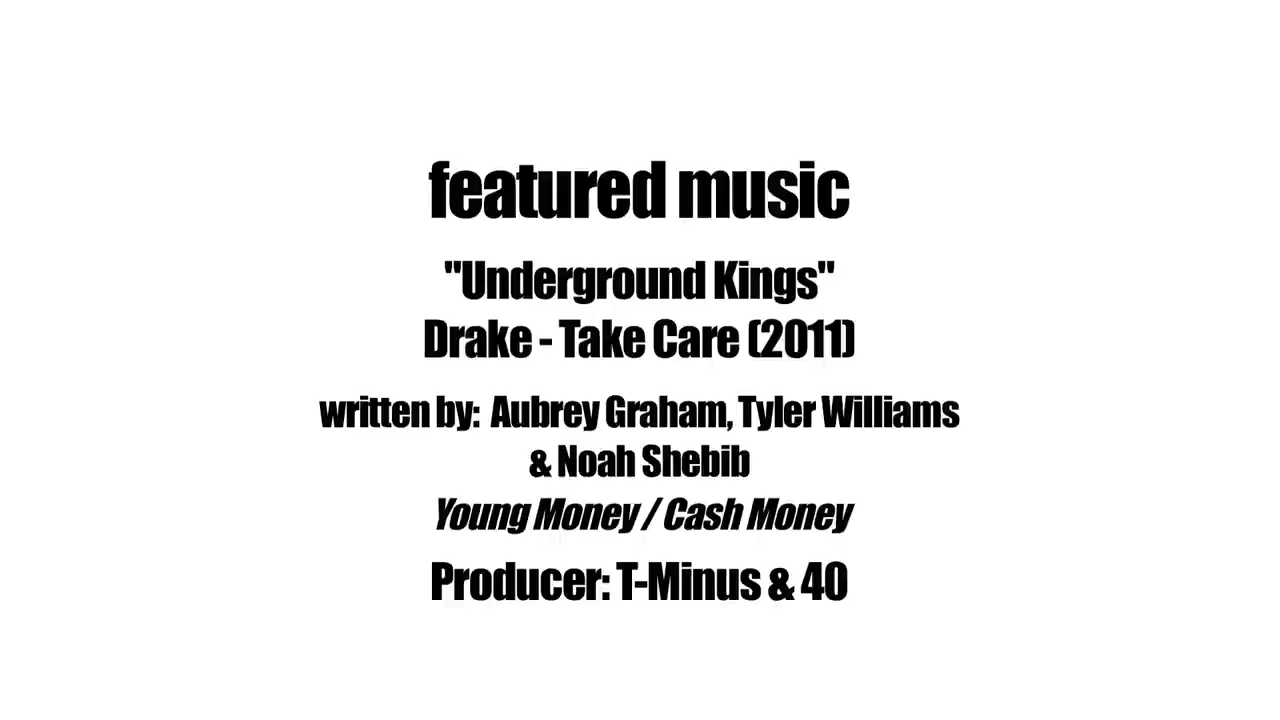 featured music
"Underground Kings"
Drake - Take Care (2011)
written by: Aubrey Graham, Tyler Williams
& Noah Shebib
Young Money / Cash Money
Producer: T-Minus & 40